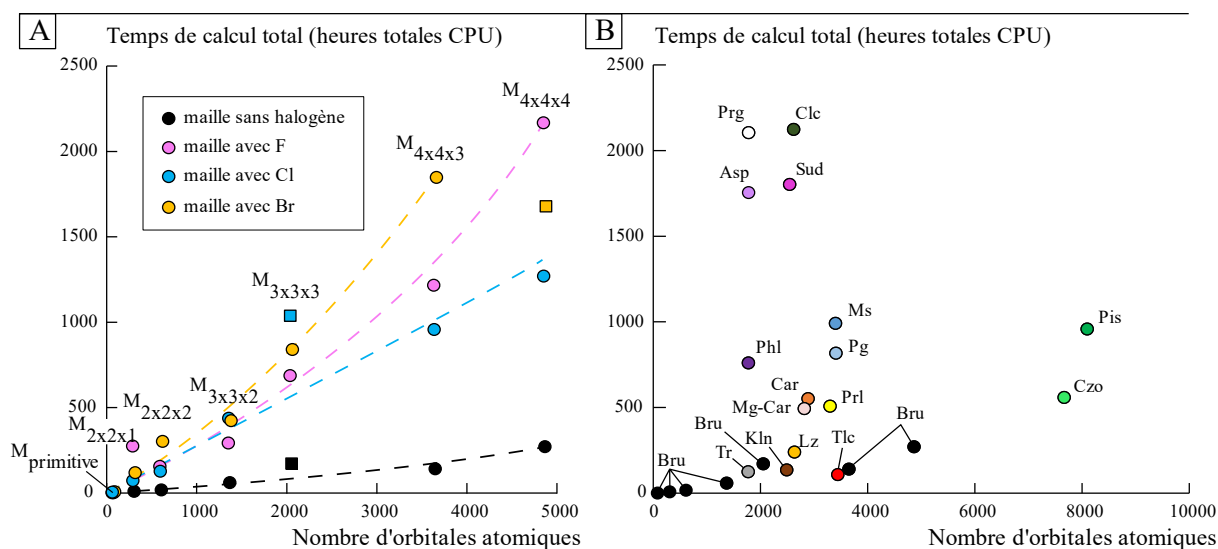 A
Temps de calcul total (heures totales CPU)
2500
2000
1500
1000
500
0
maille sans halogène
maille avec F
maille avec Cl
maille avec Br
M4x4x4
M4x4x3
M3x3x3
M3x3x2
M2x2x2
M2x2x1
Mprimitive
0
1000
2000
3000
4000
5000
Nombre d'orbitales atomiques
B
Temps de calcul total (heures totales CPU)
2500
2000
1500
1000
500
0
Prg
Clc
Asp
Sud
Ms
Pis
Phl
Pg
Car
Prl
Czo
Mg-Car
Bru
Bru
Kln
Lz
Tlc
Bru
Tr
0
2000
4000
6000
8000
10000
Nombre d'orbitales atomiques